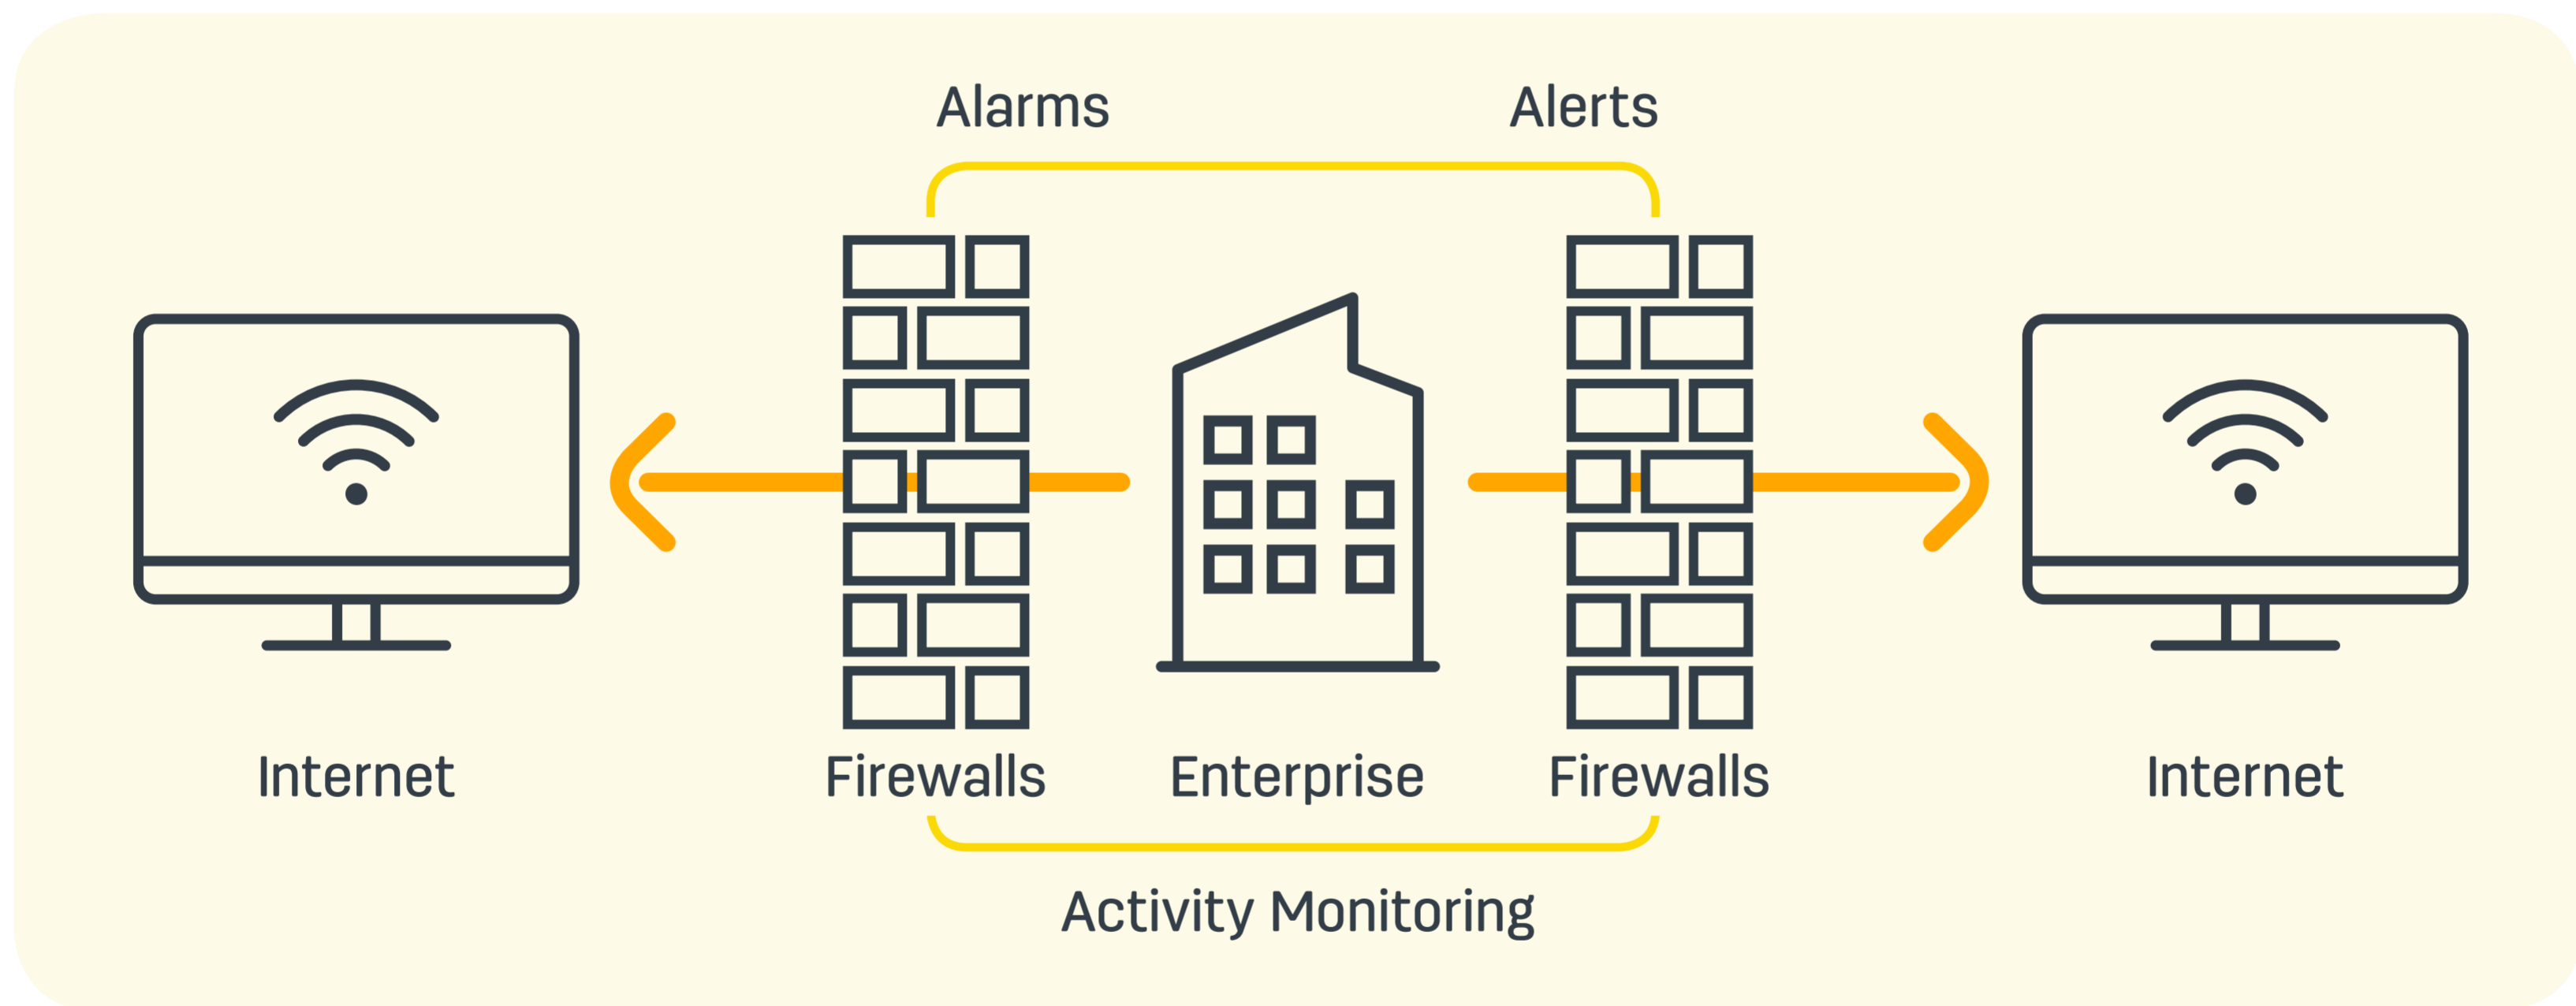 Alarms
Alerts
Internet
Firewalls
Enterprise
Firewalls
Internet
Activity Monitoring